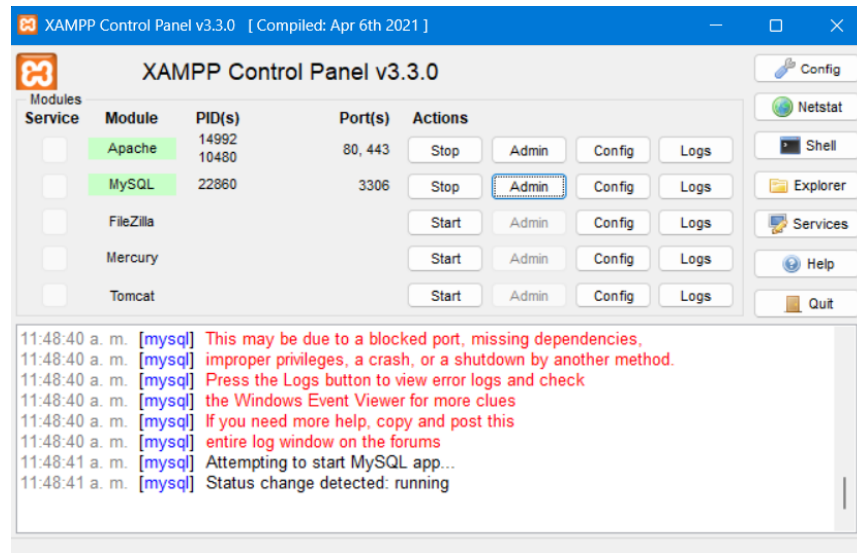 XAMPP Control Panel v3.3.0 [ Compiled: Apr 6th 2021 ]
XAMPP Control Panel v3.3.0
Config
Modules
Service Module PID(s) Port(s) Actions
Netstat
Apache 14992 10480 80, 443 Stop Admin Config Logs
Shell
MySQL 22860 3306 Stop Admin Config Logs
Explorer
FileZilla Start Admin Config Logs
Services
Mercury Start Admin Config Logs
Help
Tomcat Start Admin Config Logs
Quit
11:48:40 a. m. [mysql] This may be due to a blocked port, missing dependencies,
11:48:40 a. m. [mysql] improper privileges, a crash, or a shutdown by another method.
11:48:40 a. m. [mysql] Press the Logs button to view error logs and check
11:48:40 a. m. [mysql] the Windows Event Viewer for more clues
11:48:40 a. m. [mysql] If you need more help, copy and post this
11:48:40 a. m. [mysql] entire log window on the forums
11:48:41 a. m. [mysql] Attempting to start MySQL app...
11:48:41 a. m. [mysql] Status change detected: running